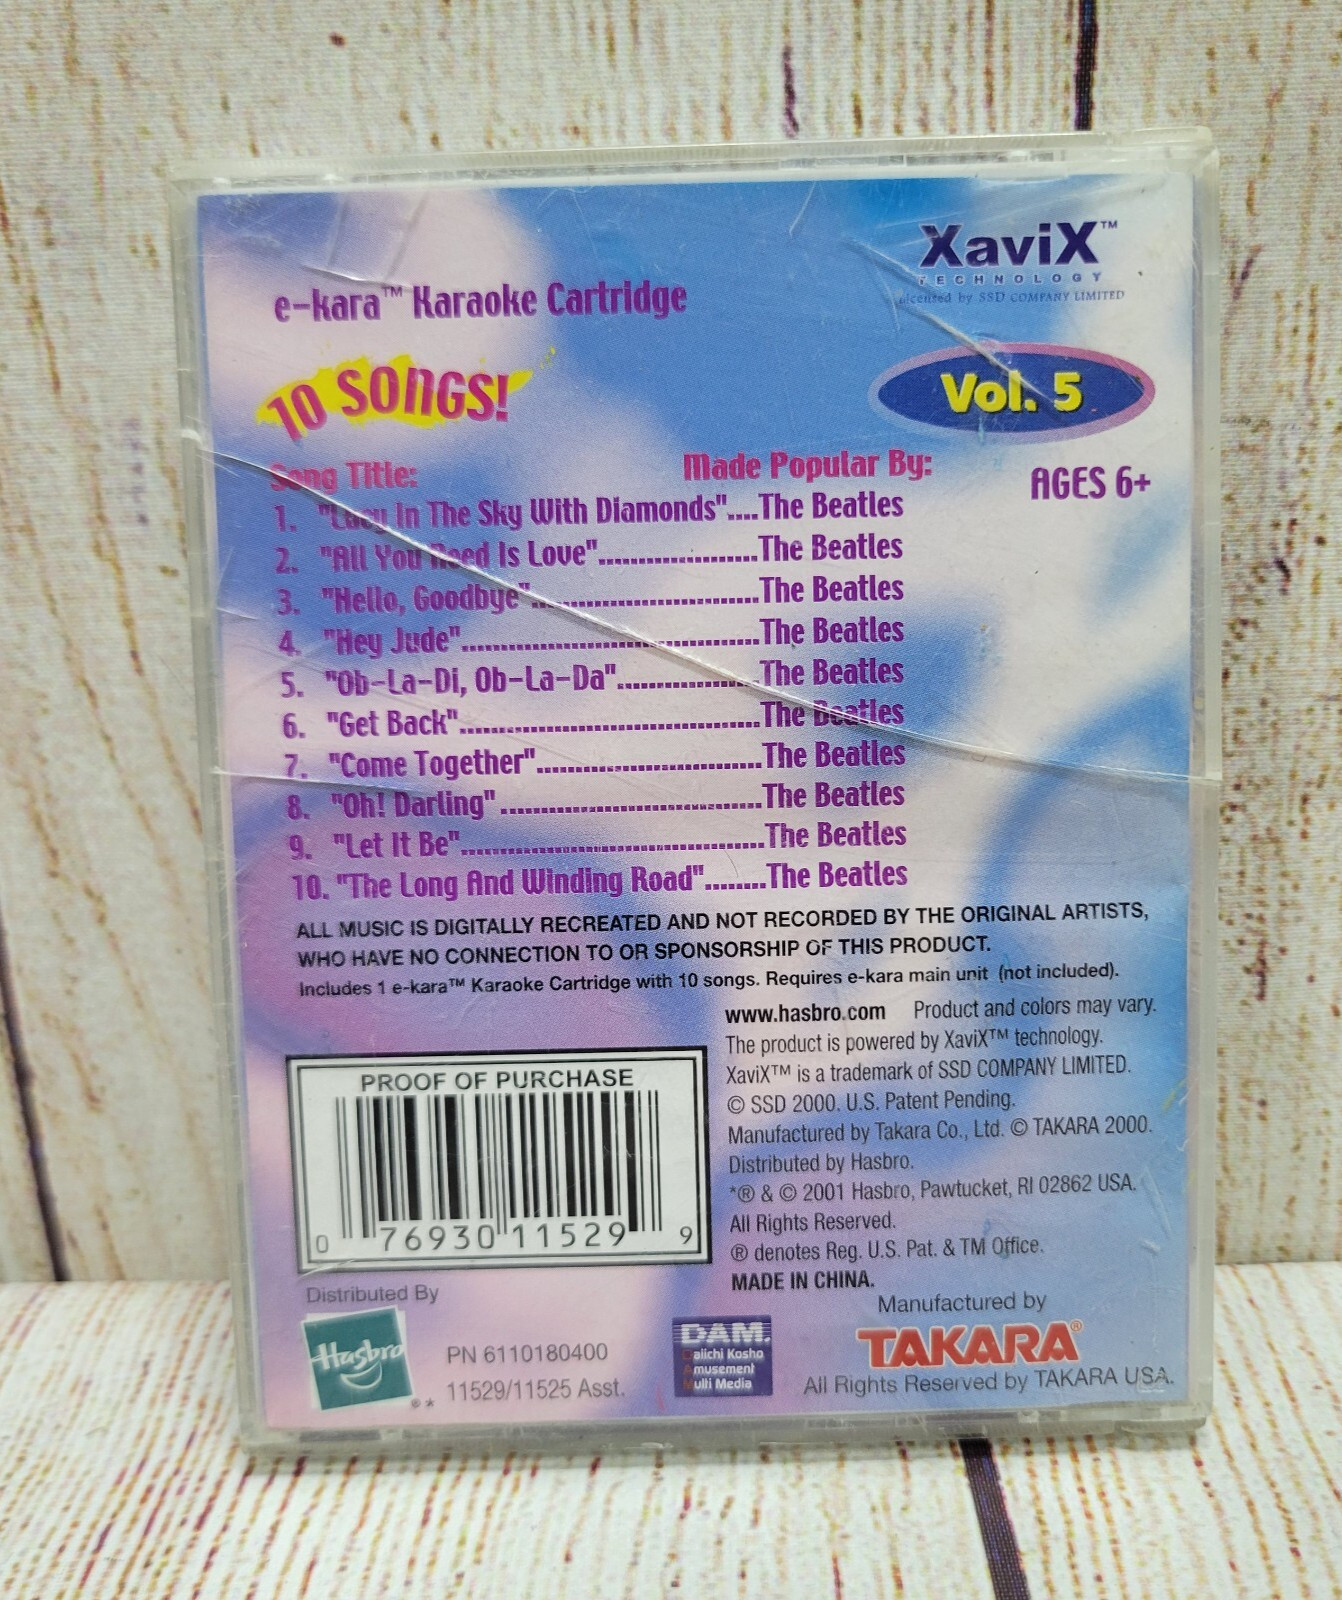 XaviX™
TECHNOLOGY
Licensed by SSD COMPANY LIMITED
e-kara™ Karaoke Cartridge
10 SONGS!
Vol. 5
Song Title: Made Popular By:
AGES 6+
1. "Lucy In The Sky With Diamonds"....The Beatles
2. "All You Need Is Love"....................The Beatles
3. "Hello, Goodbye"............................The Beatles
4. "Hey Jude".....................................The Beatles
5. "Ob-La-Di, Ob-La-Da"..................The Beatles
6. "Get Back".....................................The Beatles
7. "Come Together"............................The Beatles
8. "Oh! Darling"................................The Beatles
9. "Let It Be".....................................The Beatles
10. "The Long And Winding Road"........The Beatles
ALL MUSIC IS DIGITALLY RECREATED AND NOT RECORDED BY THE ORIGINAL ARTISTS,
WHO HAVE NO CONNECTION TO OR SPONSORSHIP OF THIS PRODUCT.
Includes 1 e-kara™ Karaoke Cartridge with 10 songs. Requires e-kara main unit (not included).
www.hasbro.com Product and colors may vary.
The product is powered by XaviX™ technology.
XaviX™ is a trademark of SSD COMPANY LIMITED.
© SSD 2000. U.S. Patent Pending.
Manufactured by Takara Co., Ltd. © TAKARA 2000.
Distributed by Hasbro.
*® & © 2001 Hasbro, Pawtucket, RI 02862 USA.
All Rights Reserved.
® denotes Reg. U.S. Pat. & TM Office.
MADE IN CHINA.
PROOF OF PURCHASE
0 76930 11529 9
Distributed By
Hasbro
®*
PN 6110180400
11529/11525 Asst.
DAM.
Daiichi Kosho
Amusement
Multi Media
Manufactured by
TAKARA®
All Rights Reserved by TAKARA USA.